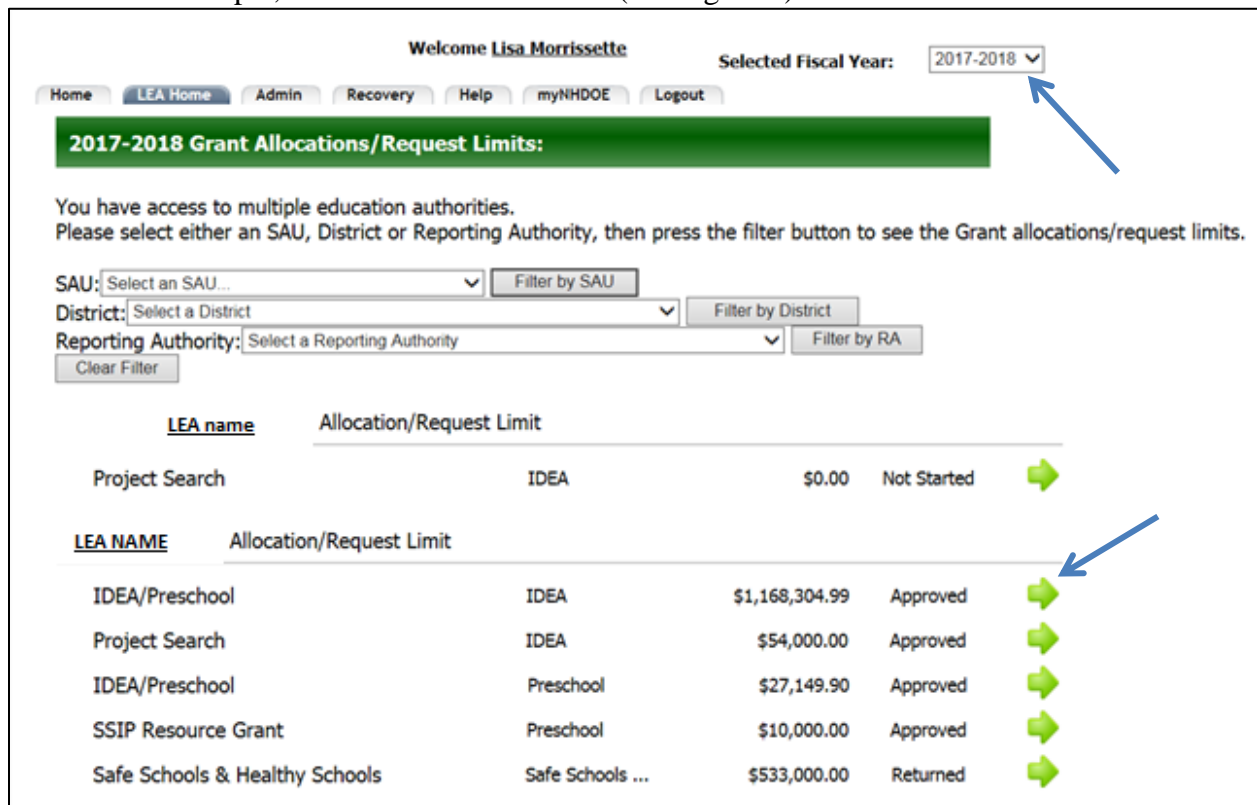 Welcome Lisa Morrissette
Selected Fiscal Year: 2017-2018
Home LEA Home Admin Recovery Help myNHDOE Logout
2017-2018 Grant Allocations/Request Limits:
You have access to multiple education authorities.
Please select either an SAU, District or Reporting Authority, then press the filter button to see the Grant allocations/request limits.
SAU: Select an SAU... Filter by SAU
District: Select a District Filter by District
Reporting Authority: Select a Reporting Authority Filter by RA
Clear Filter
LEA name Allocation/Request Limit
Project Search IDEA $0.00 Not Started
LEA NAME Allocation/Request Limit
IDEA/Preschool IDEA $1,168,304.99 Approved
Project Search IDEA $54,000.00 Approved
IDEA/Preschool Preschool $27,149.90 Approved
SSIP Resource Grant Preschool $10,000.00 Approved
Safe Schools & Healthy Schools Safe Schools ... $533,000.00 Returned